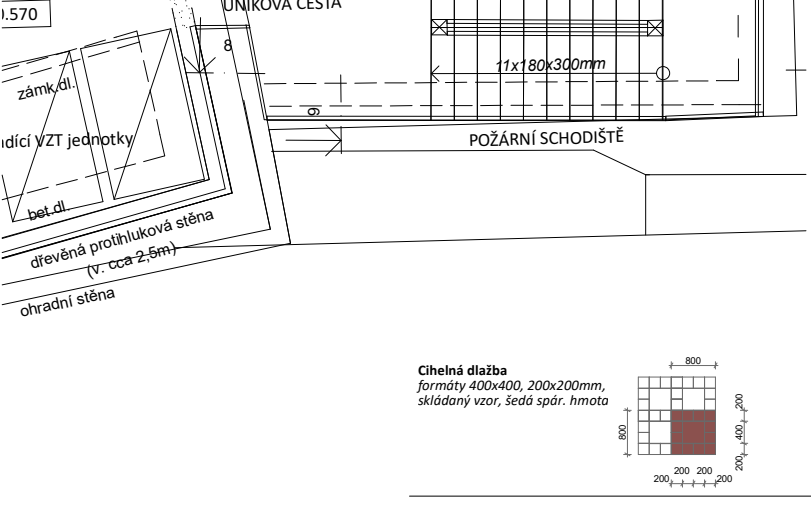 0.570
ÚNIKOVÁ CESTA
8
11x180x300mm
zámk.dl.
9
dící VZT jednotky
POŽÁRNÍ SCHODIŠTĚ
bet.dl.
dřevěná protihluková stěna
(v. cca 2,5m)
ohradní stěna
Cihelná dlažba
formáty 400x400, 200x200mm,
skládaný vzor, šedá spár. hmota
800
800
200
400
200
200
200
200
200